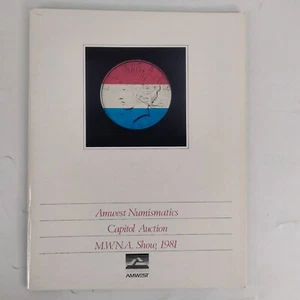 Amwest Numismatics
Capitol Auction
M.W.N.A. Show, 1981
AMWEST